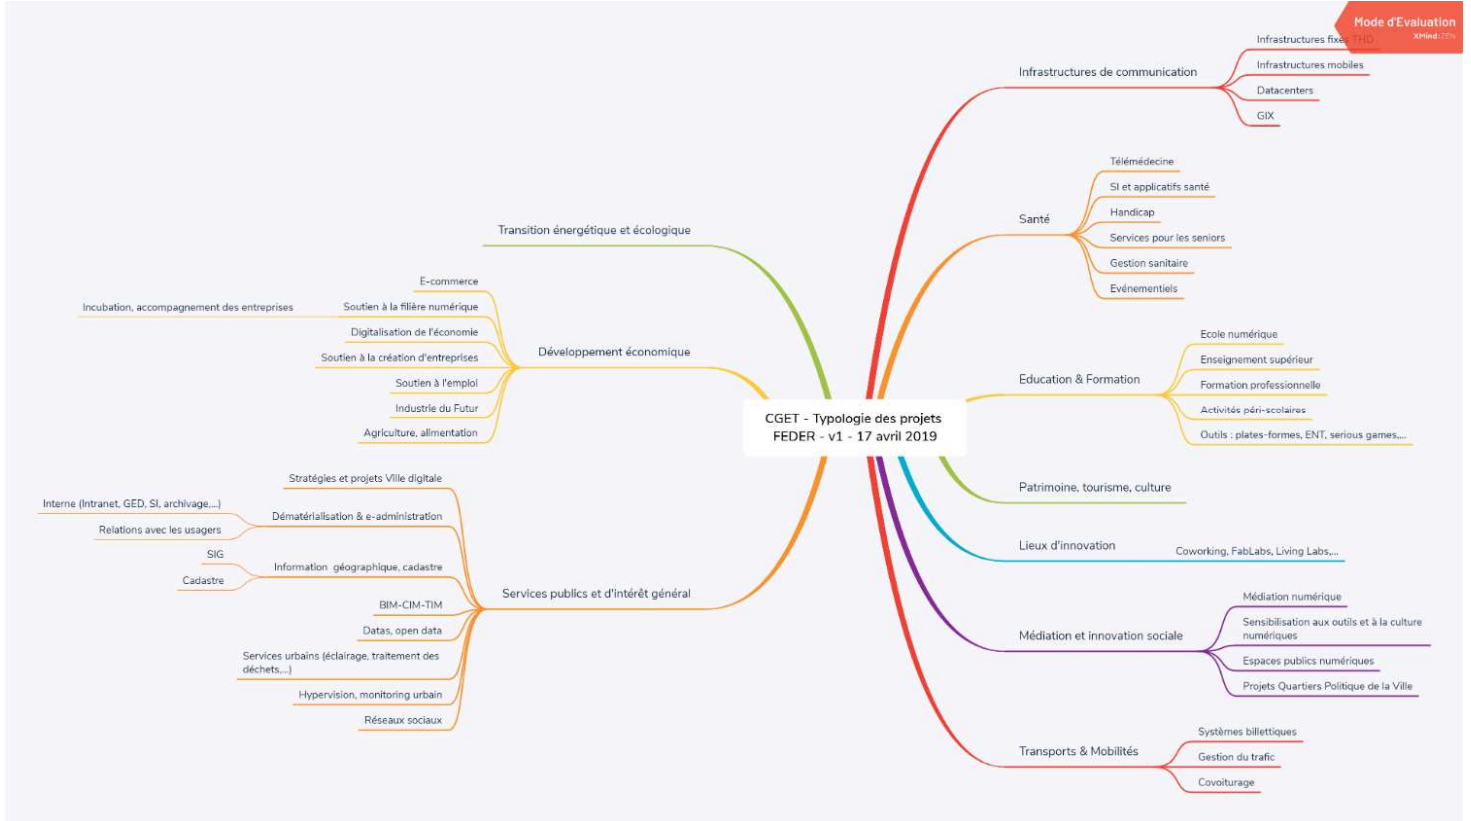 Mode d'Evaluation
XMind:ZEN
CGET - Typologie des projets
FEDER - v1 - 17 avril 2019
Infrastructures de communication
Infrastructures fixes THD
Infrastructures mobiles
Datacenters
GIX
Santé
Télémédecine
SI et applicatifs santé
Handicap
Services pour les seniors
Gestion sanitaire
Evénementiels
Education & Formation
Ecole numérique
Enseignement supérieur
Formation professionnelle
Activités péri-scolaires
Outils : plates-formes, ENT, serious games,...
Patrimoine, tourisme, culture
Lieux d'innovation
Coworking, FabLabs, Living Labs,...
Médiation et innovation sociale
Médiation numérique
Sensibilisation aux outils et à la culture
numériques
Espaces publics numériques
Projets Quartiers Politique de la Ville
Transports & Mobilités
Systèmes billettiques
Gestion du trafic
Covoiturage
Transition énergétique et écologique
Développement économique
E-commerce
Soutien à la filière numérique
Incubation, accompagnement des entreprises
Digitalisation de l'économie
Soutien à la création d'entreprises
Soutien à l'emploi
Industrie du Futur
Agriculture, alimentation
Services publics et d'intérêt général
Stratégies et projets Ville digitale
Dématérialisation & e-administration
Interne (Intranet, GED, SI, archivage,...)
Relations avec les usagers
Information géographique, cadastre
SIG
Cadastre
BIM-CIM-TIM
Datas, open data
Services urbains (éclairage, traitement des
déchets,...)
Hypervision, monitoring urbain
Réseaux sociaux